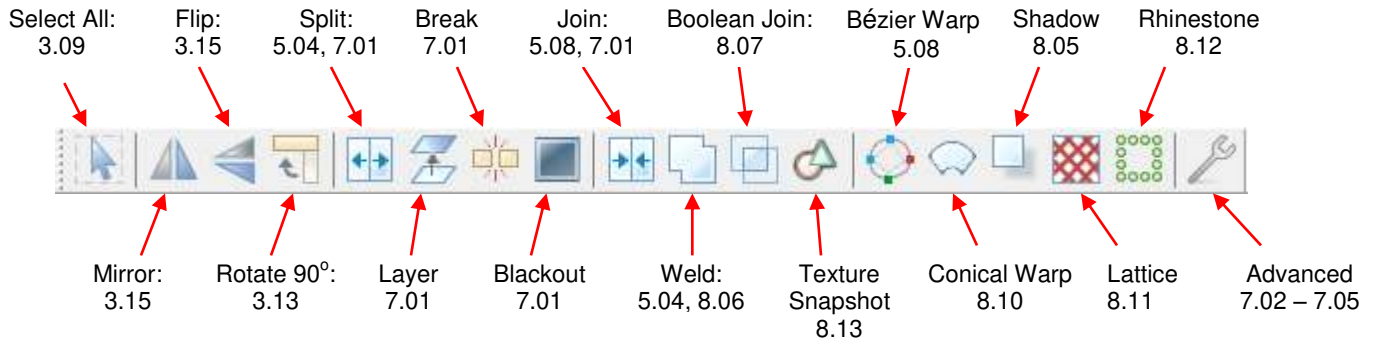 Select All:
3.09
Flip:
3.15
Split:
5.04, 7.01
Break
7.01
Join:
5.08, 7.01
Boolean Join:
8.07
Bézier Warp
5.08
Shadow
8.05
Rhinestone
8.12
Mirror:
3.15
Rotate 90°:
3.13
Layer
7.01
Blackout
7.01
Weld:
5.04, 8.06
Texture
Snapshot
8.13
Conical Warp
8.10
Lattice
8.11
Advanced
7.02 – 7.05